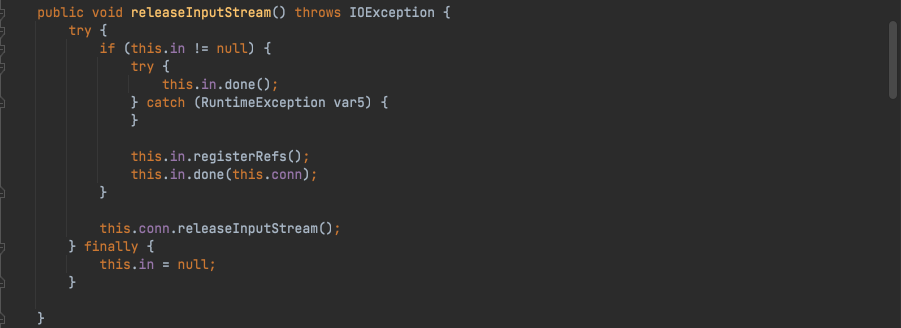 public void releaseInputStream() throws IOException {
try {
if (this.in != null) {
try {
this.in.done();
} catch (RuntimeException var5) {
}
this.in.registerRefs();
this.in.done(this.conn);
}
this.conn.releaseInputStream();
} finally {
this.in = null;
}
}